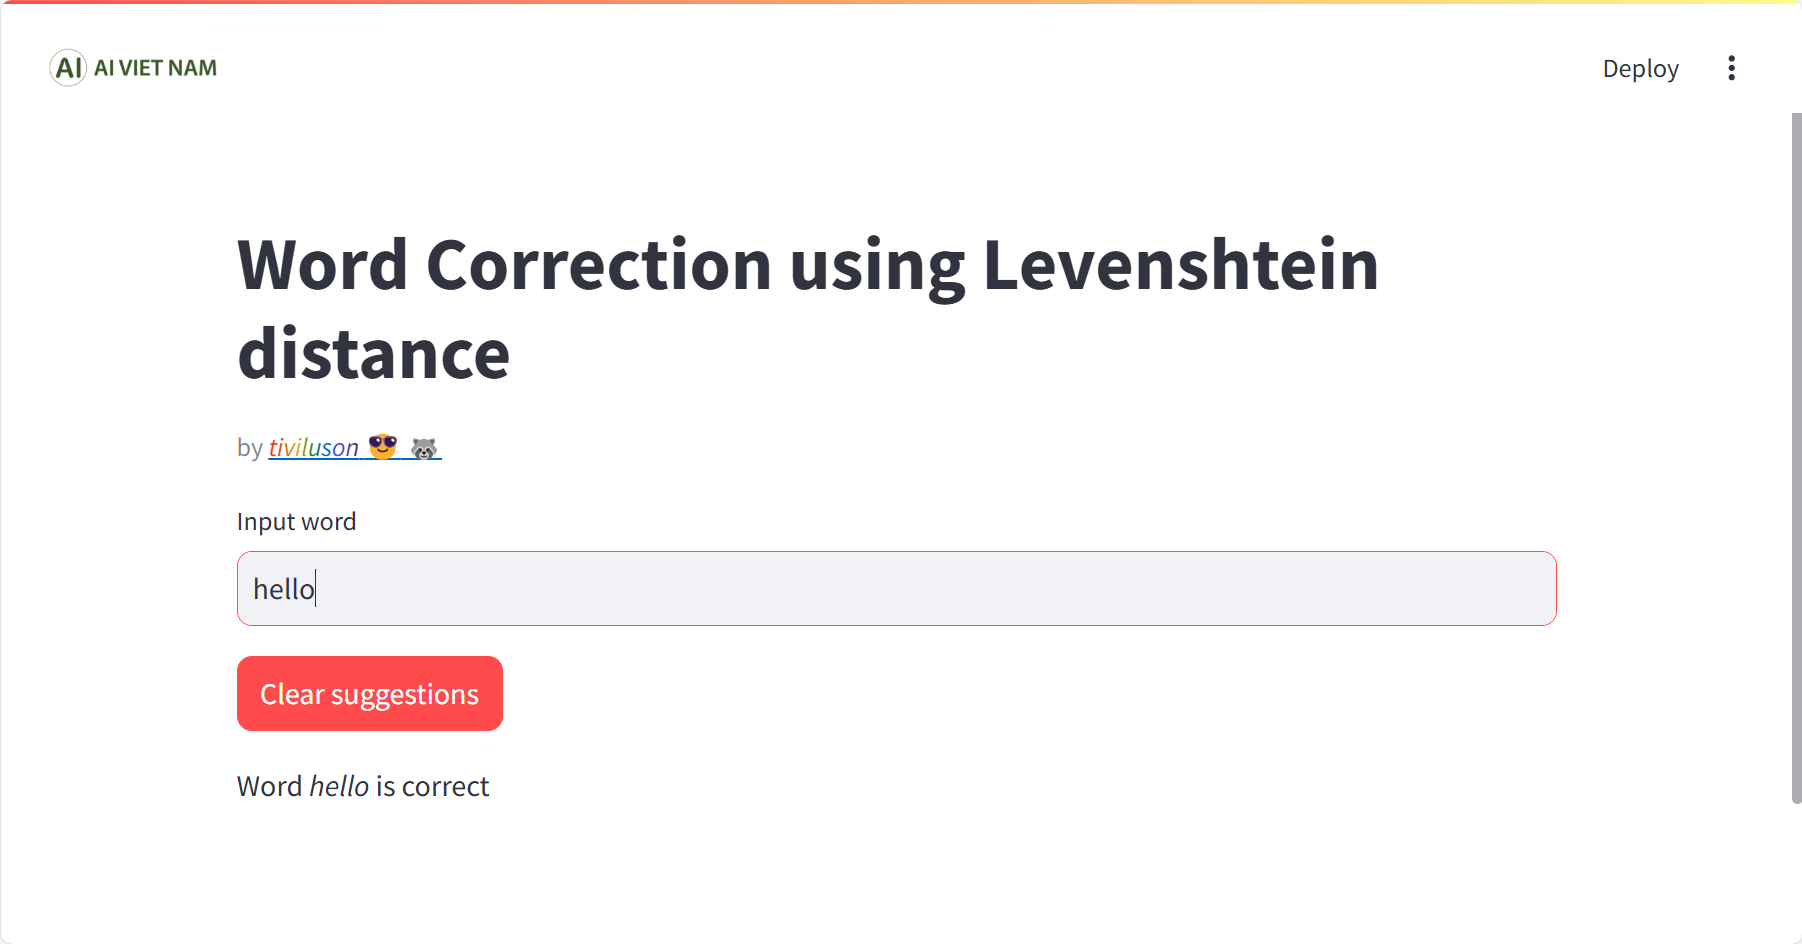 AI AI VIET NAM
Deploy
Word Correction using Levenshtein
distance
by tiviluson 😎 🦝
Input word
hello
Clear suggestions
Word hello is correct